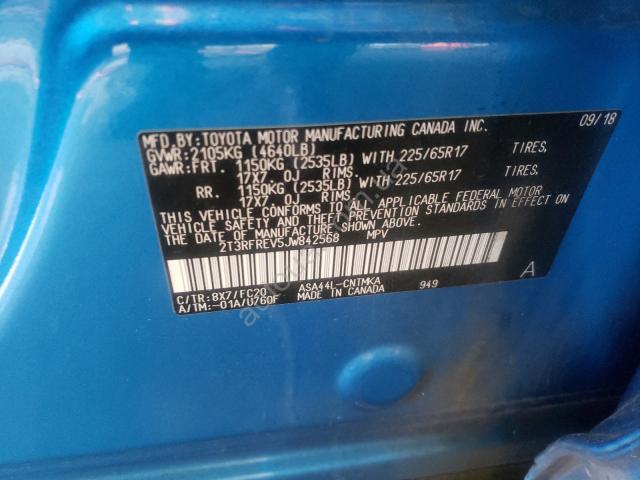 MFD. BY: TOYOTA MOTOR MANUFACTURING CANADA INC. 09/18
GVWR: 2105KG (4640LB)
GAWR: FRT. 1150KG (2535LB) WITH 225/65R17 TIRES.
17X7 0J RIMS.
RR. 1150KG (2535LB) WITH 225/65R17 TIRES.
17X7 0J RIMS.
THIS VEHICLE CONFORMS TO ALL APPLICABLE FEDERAL MOTOR
VEHICLE SAFETY AND THEFT PREVENTION STANDARDS IN EFFECT ON
THE DATE OF MANUFACTURE SHOWN ABOVE.
2T3RFREV5JW842568 MPV
A
C/TR: 8X7/FC20 ASA44L-CNTMKA 949
A/TM:-01A/U760F MADE IN CANADA